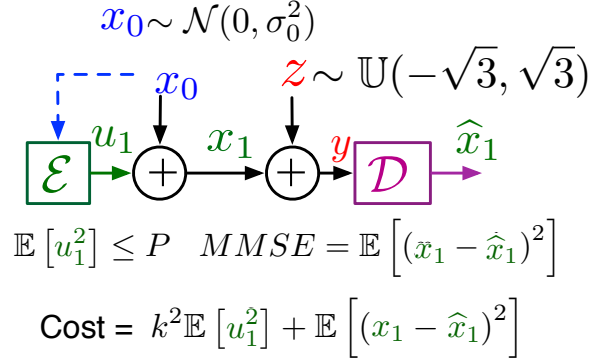 x₀ ∼ 𝒩(0, σ₀²)
x₀ z ∼ 𝕌(−√3, √3)
ℰ u₁ + x₁ + y 𝒟 x̂₁
𝔼[u₁²] ≤ P MMSE = 𝔼[(x₁ − x̂₁)²]
Cost = k²𝔼[u₁²] + 𝔼[(x₁ − x̂₁)²]